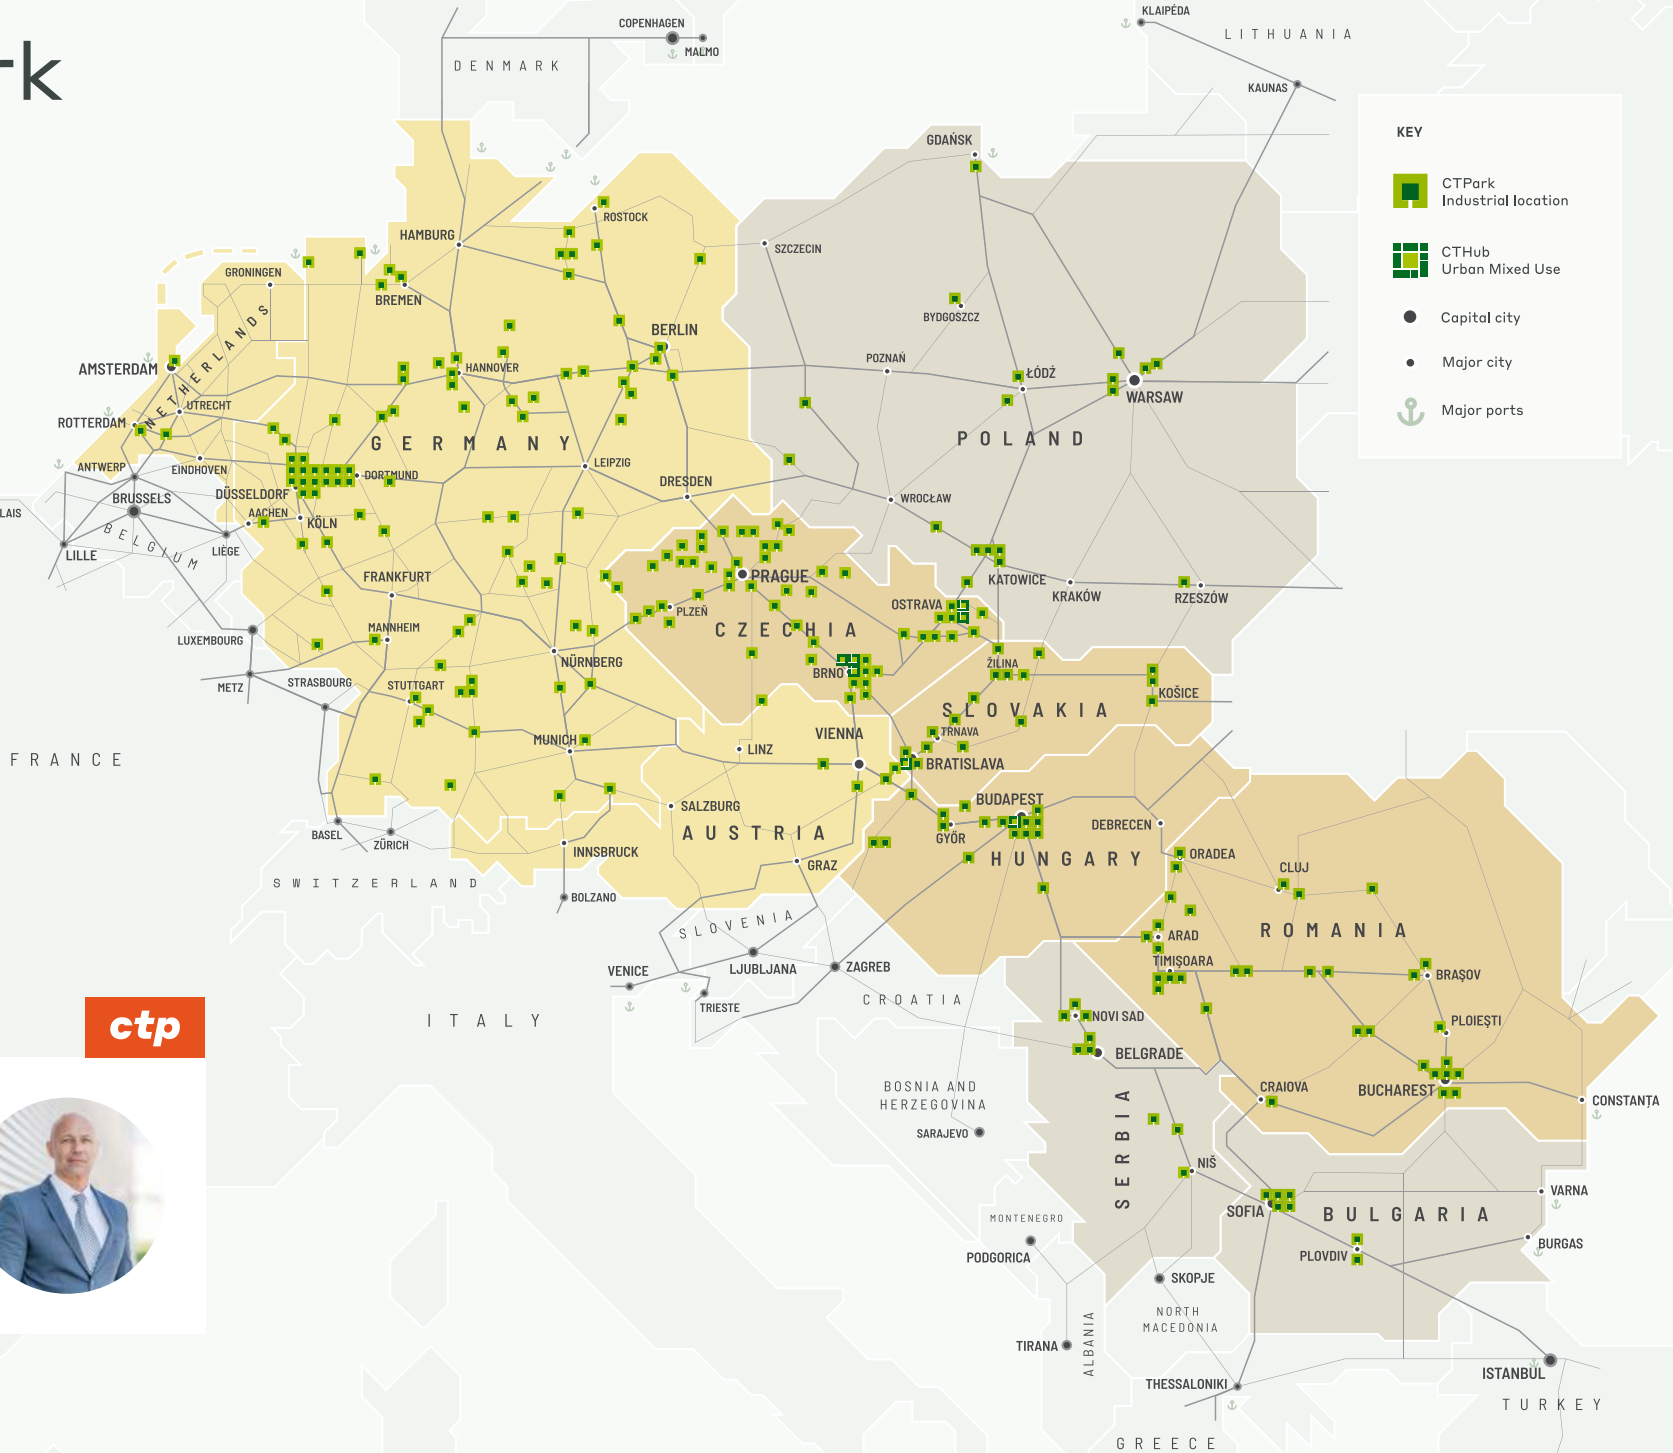 rk
KLAIPÉDA
LITHUANIA
COPENHAGEN
MALMO
DENMARK
KAUNAS
KEY
CTPark
Industrial location
CTHub
Urban Mixed Use
Capital city
Major city
Major ports
GDAŃSK
ROSTOCK
HAMBURG
SZCZECIN
GRONINGEN
BREMEN
BYDGOSZCZ
BERLIN
NETHERLANDS
AMSTERDAM
HANNOVER
POZNAŃ
ŁÓDŹ
WARSAW
UTRECHT
ROTTERDAM
GERMANY
POLAND
ANTWERP
EINDHOVEN
LEIPZIG
DORTMUND
DRESDEN
DÜSSELDORF
BRUSSELS
WROCŁAW
LAIS
AACHEN
KÖLN
BELGIUM
LIÈGE
LILLE
FRANKFURT
PRAGUE
KATOWICE
KRAKÓW
RZESZÓW
OSTRAVA
PLZEŇ
CZECHIA
MANNHEIM
LUXEMBOURG
NÜRNBERG
ŽILINA
BRNO
METZ
STRASBOURG
STUTTGART
KOŠICE
SLOVAKIA
TRNAVA
VIENNA
MUNICH
LINZ
FRANCE
BRATISLAVA
BUDAPEST
SALZBURG
BASEL
ZÜRICH
AUSTRIA
GYŐR
DEBRECEN
INNSBRUCK
HUNGARY
ORADEA
GRAZ
CLUJ
SWITZERLAND
BOLZANO
SLOVENIA
ROMANIA
ARAD
TIMIŞOARA
VENICE
LJUBLJANA
ZAGREB
BRAŞOV
TRIESTE
CROATIA
ITALY
NOVI SAD
PLOIEŞTI
ctp
BELGRADE
BOSNIA AND
HERZEGOVINA
CRAIOVA
BUCHAREST
CONSTANȚA
SARAJEVO
SERBIA
NIŠ
VARNA
MONTENEGRO
SOFIA
BULGARIA
PODGORICA
PLOVDIV
BURGAS
SKOPJE
NORTH
MACEDONIA
ALBANIA
TIRANA
ISTANBUL
THESSALONIKI
TURKEY
GREECE